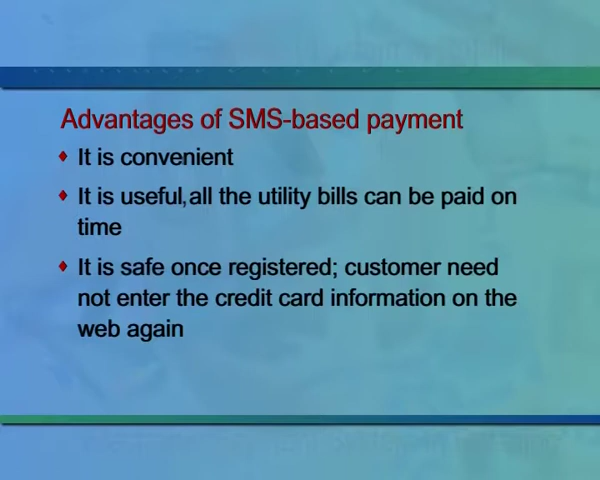 Advantages of SMS-based payment
It is convenient
It is useful,all the utility bills can be paid on
time
It is safe once registered; customer need
not enter the credit card information on the
web again